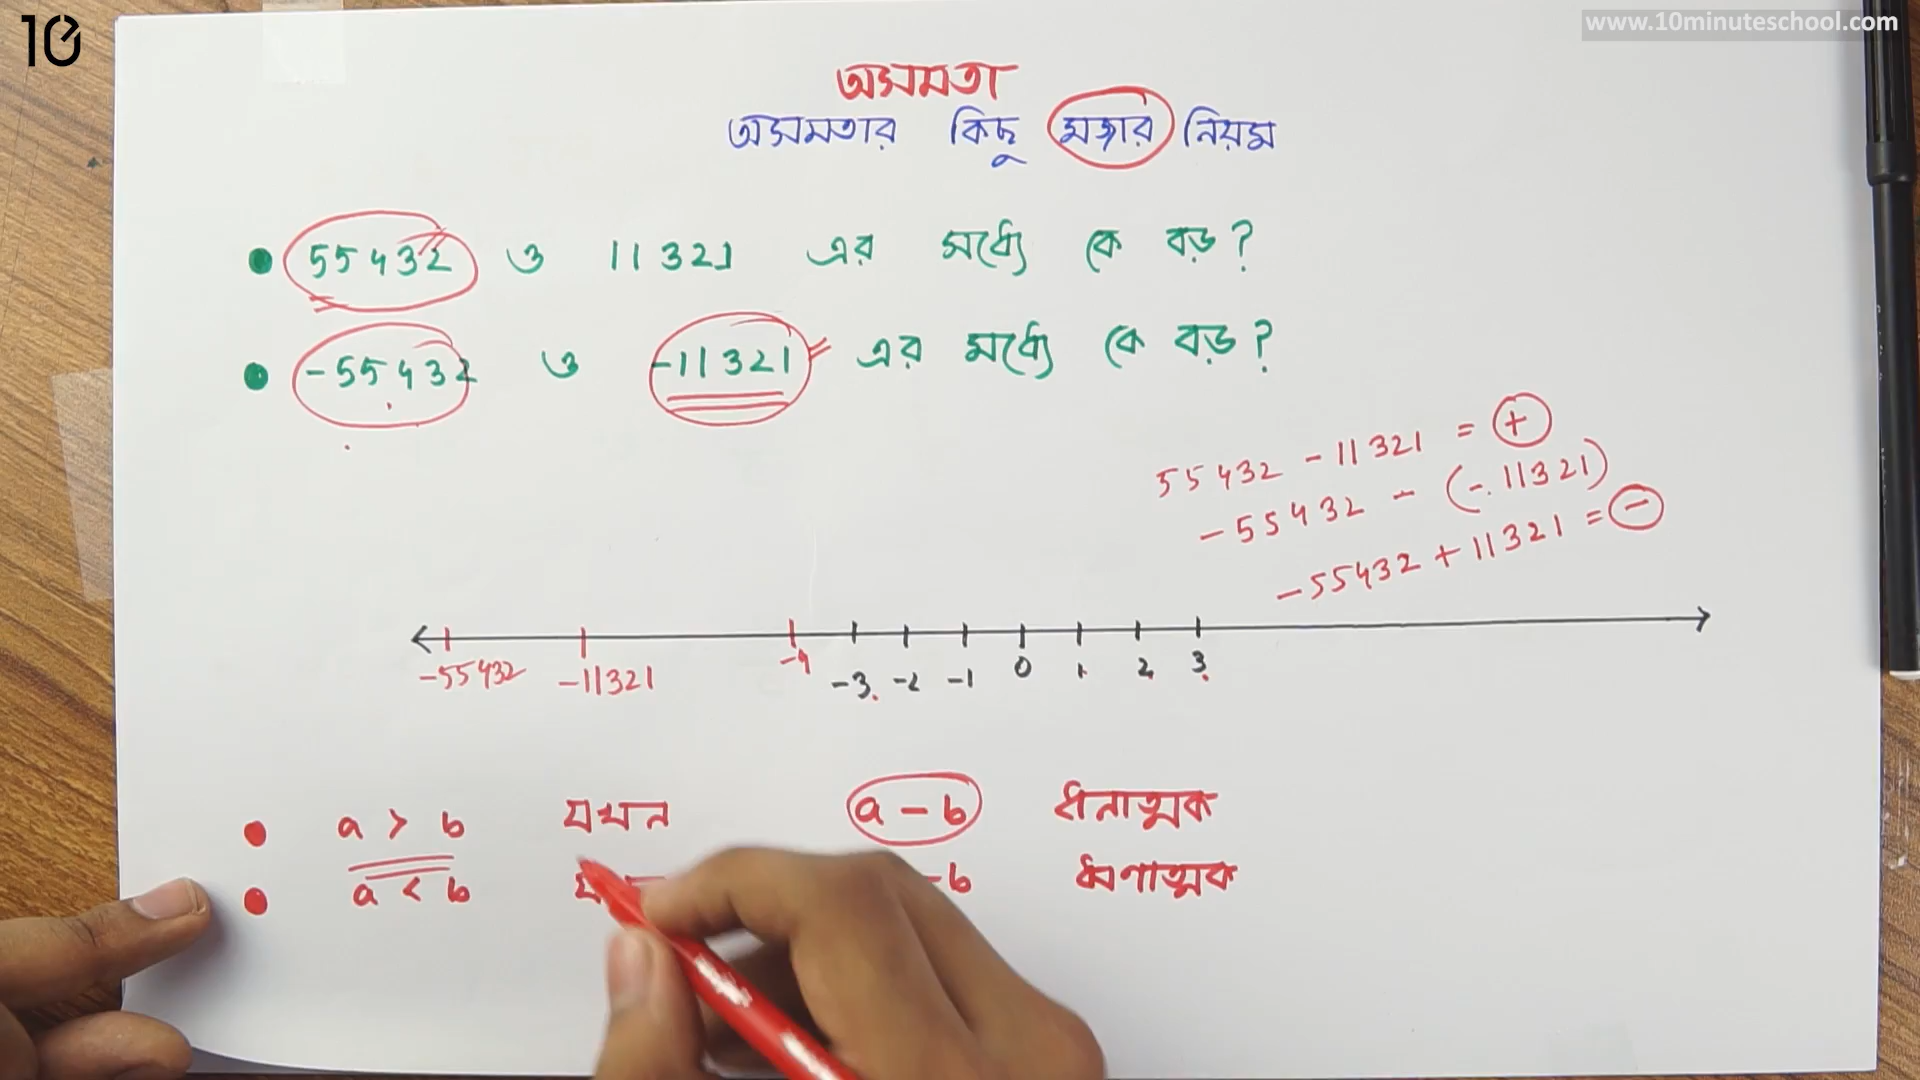 10
www.10minuteschool.com
অসমতা
অসমতার কিছু মজার নিয়ম
55432 ও 11321 এর মধ্যে কে বড়?
-55432 ও -11321 এর মধ্যে কে বড়?
55432 - 11321 = +
-55432 - (-11321)
-55432 + 11321 = -
-55432 -11321 -4 -3 -2 -1 0 1 2 3
a > b যখন a - b ধনাত্মক
a < b - b ঋণাত্মক